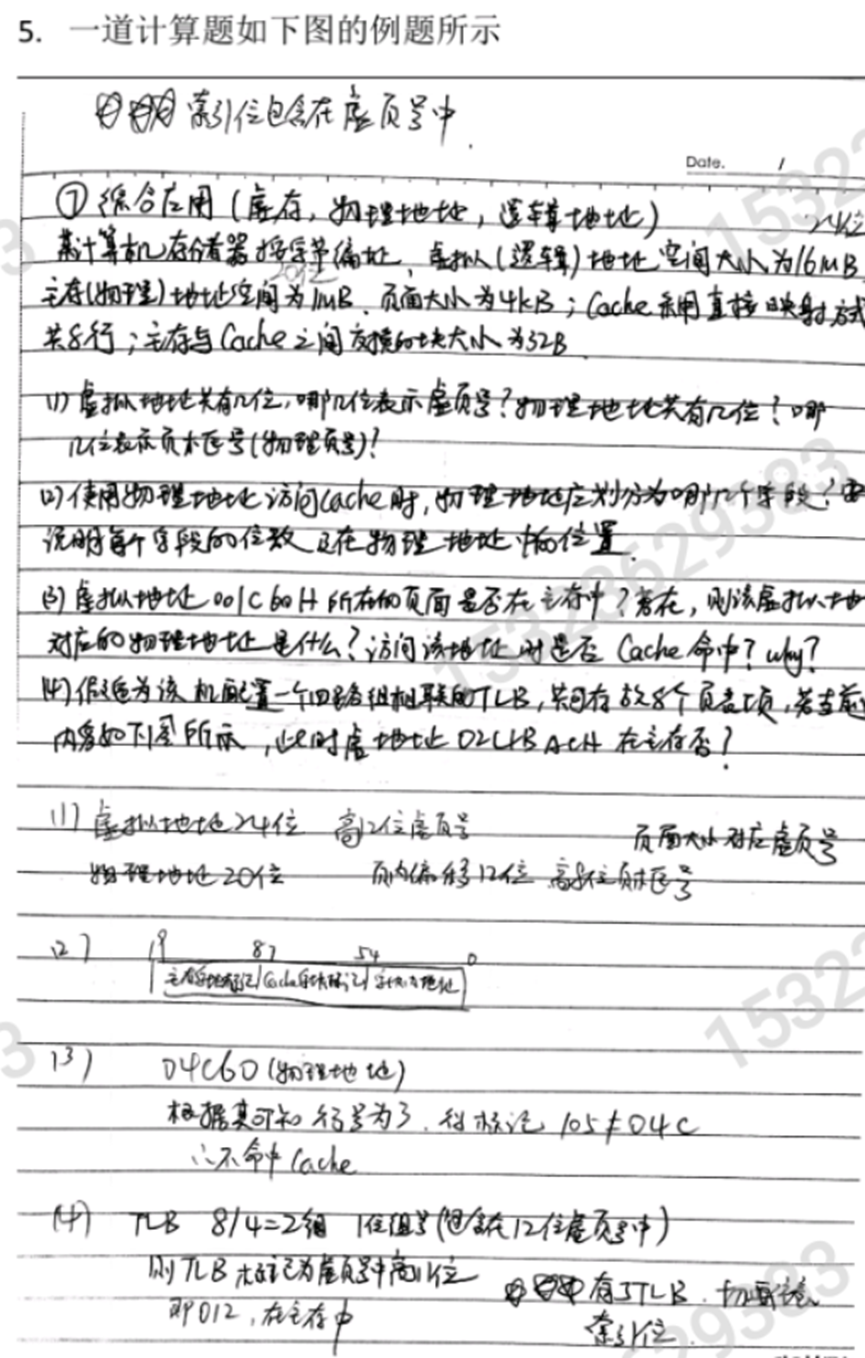 5. 一道计算题如下图的例题所示
索引位包含在虚页号中.
Date. /
⑦ 综合应用(虚存,物理地址,逻辑地址)
24位
某计算机存储器按字节编址,虚拟(逻辑)地址空间大小为16MB
20位
主存(物理)地址空间为1MB.页面大小为4KB;Cache采用直接映射方式
共8行;主存与Cache之间交换的块大小为32B
(1)虚拟地址共有几位,哪几位表示虚页号?物理地址共有几位?哪
几位表示页框号(物理页号)?
(2)使用物理地址访问cache时,物理地址应划分为哪几个字段?要
说明每个字段的位数及在物理地址中的位置.
(3)虚拟地址001C60H所在的页面是否在主存中?若在,则该虚拟地
对应的物理地址是什么?访问该地址时是否Cache命中?why?
(4)假定为该机配置一个四路组相联的TLB,共可存放8个页表项,若当前
内容如下图所示,此时虚地址024BACH在主存否?
(1)虚拟地址24位 高12位虚页号 页面大小对应虚页号
物理地址20位 页内偏移12位 高8位页框号
(2) 19 87 54 0
主存字块标记 Cache字块标记 字块内地址
(3) 04C60(物理地址)
根据其可知行号为3. 标记105≠04C
∴不命中Cache
(4) TLB 8/4=2组 1位组号(包含在12位虚页号中)
则TLB标记为虚页号中高11位
有了TLB.
即012,在主存中
索引位.
15323629383